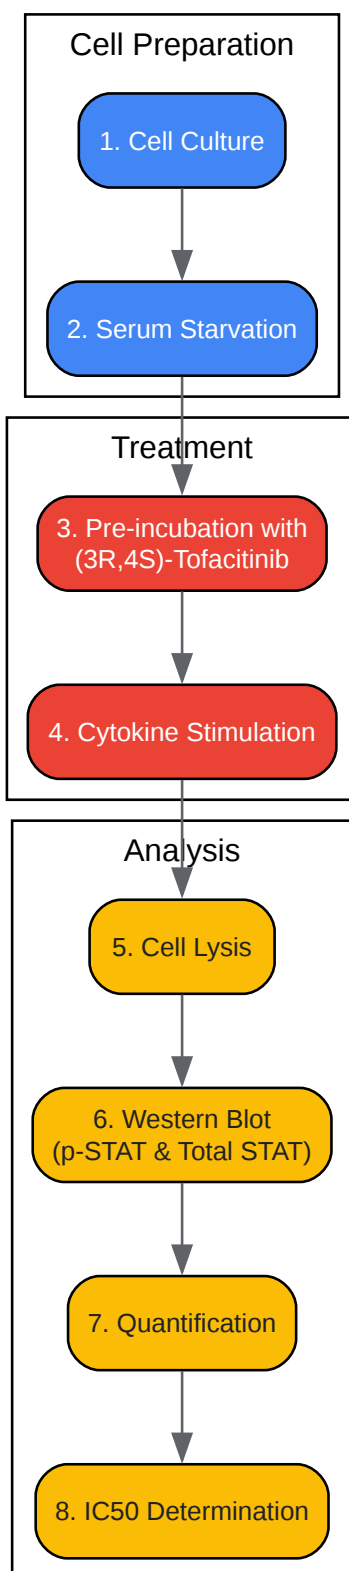 Cell Preparation
1. Cell Culture
2. Serum Starvation
Treatment
3. Pre-incubation with
(3R,4S)-Tofacitinib
4. Cytokine Stimulation
Analysis
5. Cell Lysis
6. Western Blot
(p-STAT & Total STAT)
7. Quantification
8. IC50 Determination